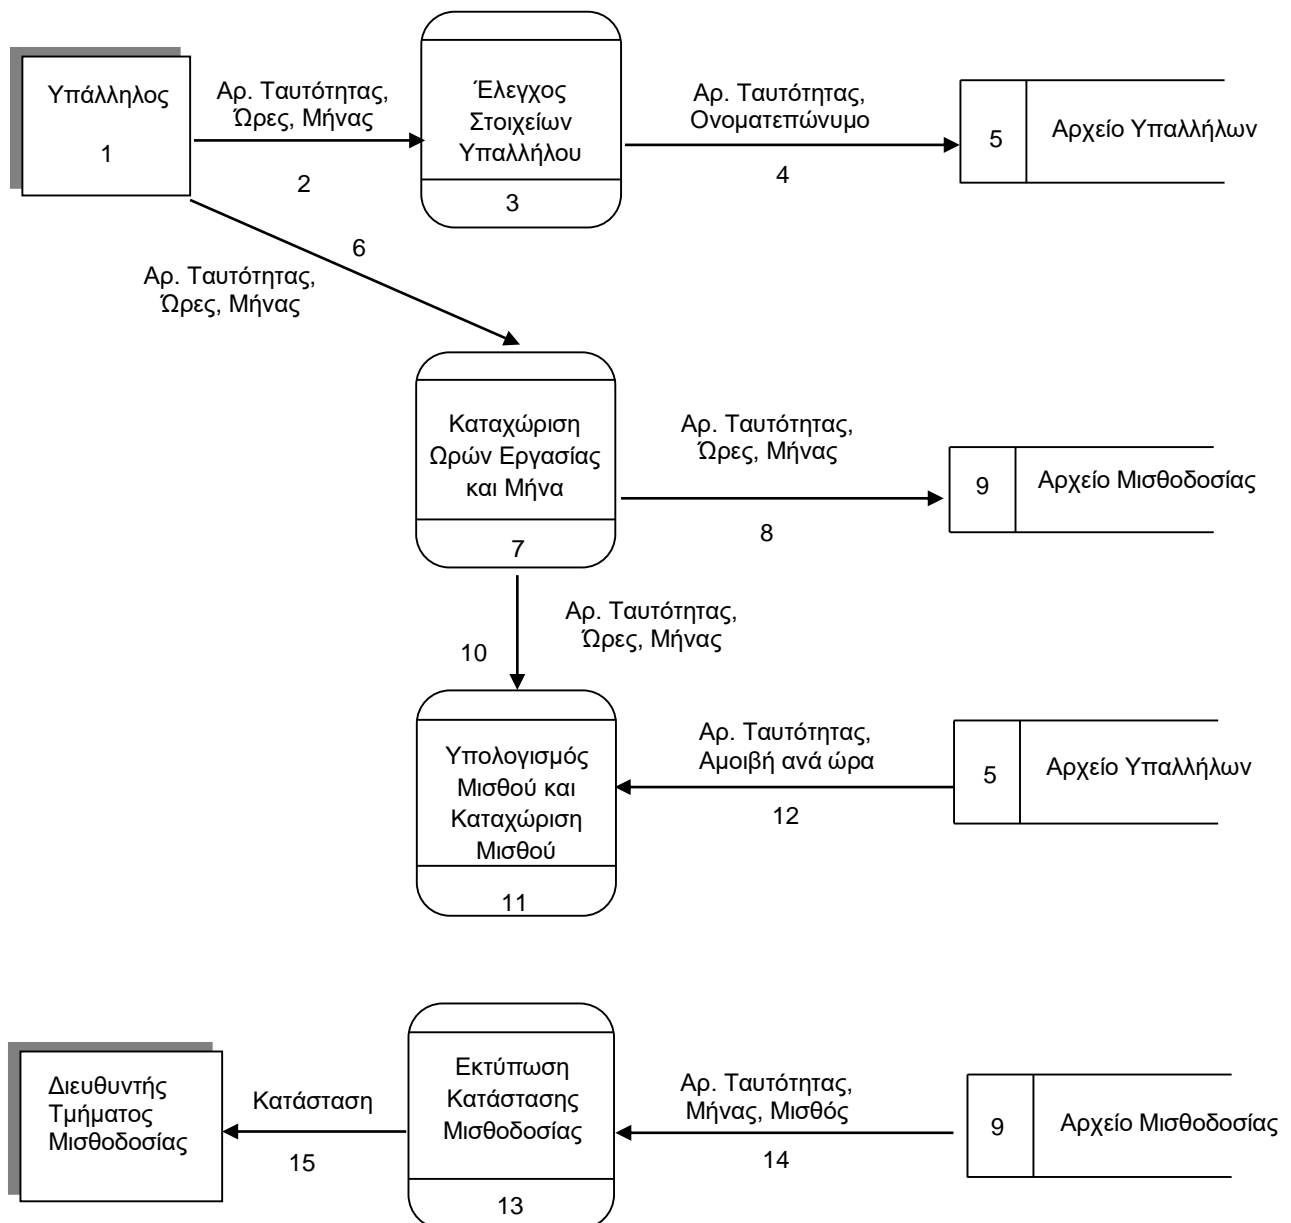 Υπάλληλος
1
Αρ. Ταυτότητας,
Ώρες, Μήνας
2
Έλεγχος
Στοιχείων
Υπαλλήλου
3
Αρ. Ταυτότητας,
Ονοματεπώνυμο
4
5
Αρχείο Υπαλλήλων
6
Αρ. Ταυτότητας,
Ώρες, Μήνας
Καταχώριση
Ωρών Εργασίας
και Μήνα
7
Αρ. Ταυτότητας,
Ώρες, Μήνας
8
9
Αρχείο Μισθοδοσίας
Αρ. Ταυτότητας,
Ώρες, Μήνας
10
Υπολογισμός
Μισθού και
Καταχώριση
Μισθού
11
Αρ. Ταυτότητας,
Αμοιβή ανά ώρα
12
5
Αρχείο Υπαλλήλων
Διευθυντής
Τμήματος
Μισθοδοσίας
Κατάσταση
15
Εκτύπωση
Κατάστασης
Μισθοδοσίας
13
Αρ. Ταυτότητας,
Μήνας, Μισθός
14
9
Αρχείο Μισθοδοσίας